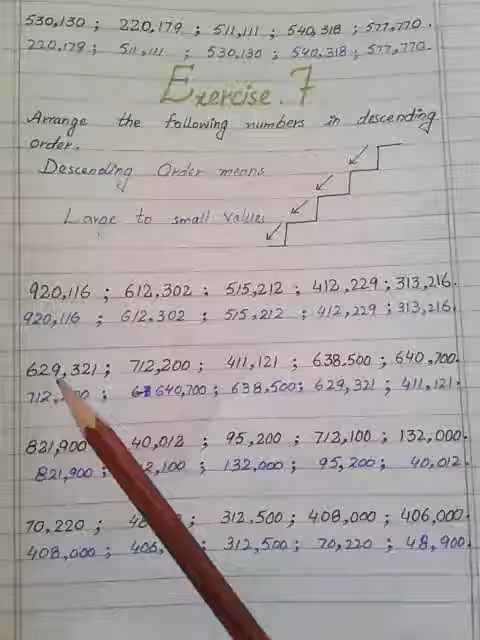 530,130 ; 220,179 ; 511,111 ; 540,318 ; 577,770.
220,179 ; 511,111 ; 530,130 ; 540,318 ; 577,770.
Exercise. 7
Arrange the following numbers in descending
order.
Descending Order means
Large to small values
920,116 ; 612,302 ; 515,212 ; 412,229 ; 313,216.
920,116 ; 612,302 ; 515,212 ; 412,229 ; 313,216.
629,321 ; 712,200 ; 411,121 ; 638,500 ; 640,700.
640,700 ; 638,500 ; 629,321 ; 411,121.
821,900 40,012 ; 95,200 ; 712,100 ; 132,000.
821,900 ; 132,000 ; 95,200 ; 40,012.
70,220 ; 312,500 ; 408,000 ; 406,000.
408,000 ; 312,500 ; 70,220 ; 48,900.